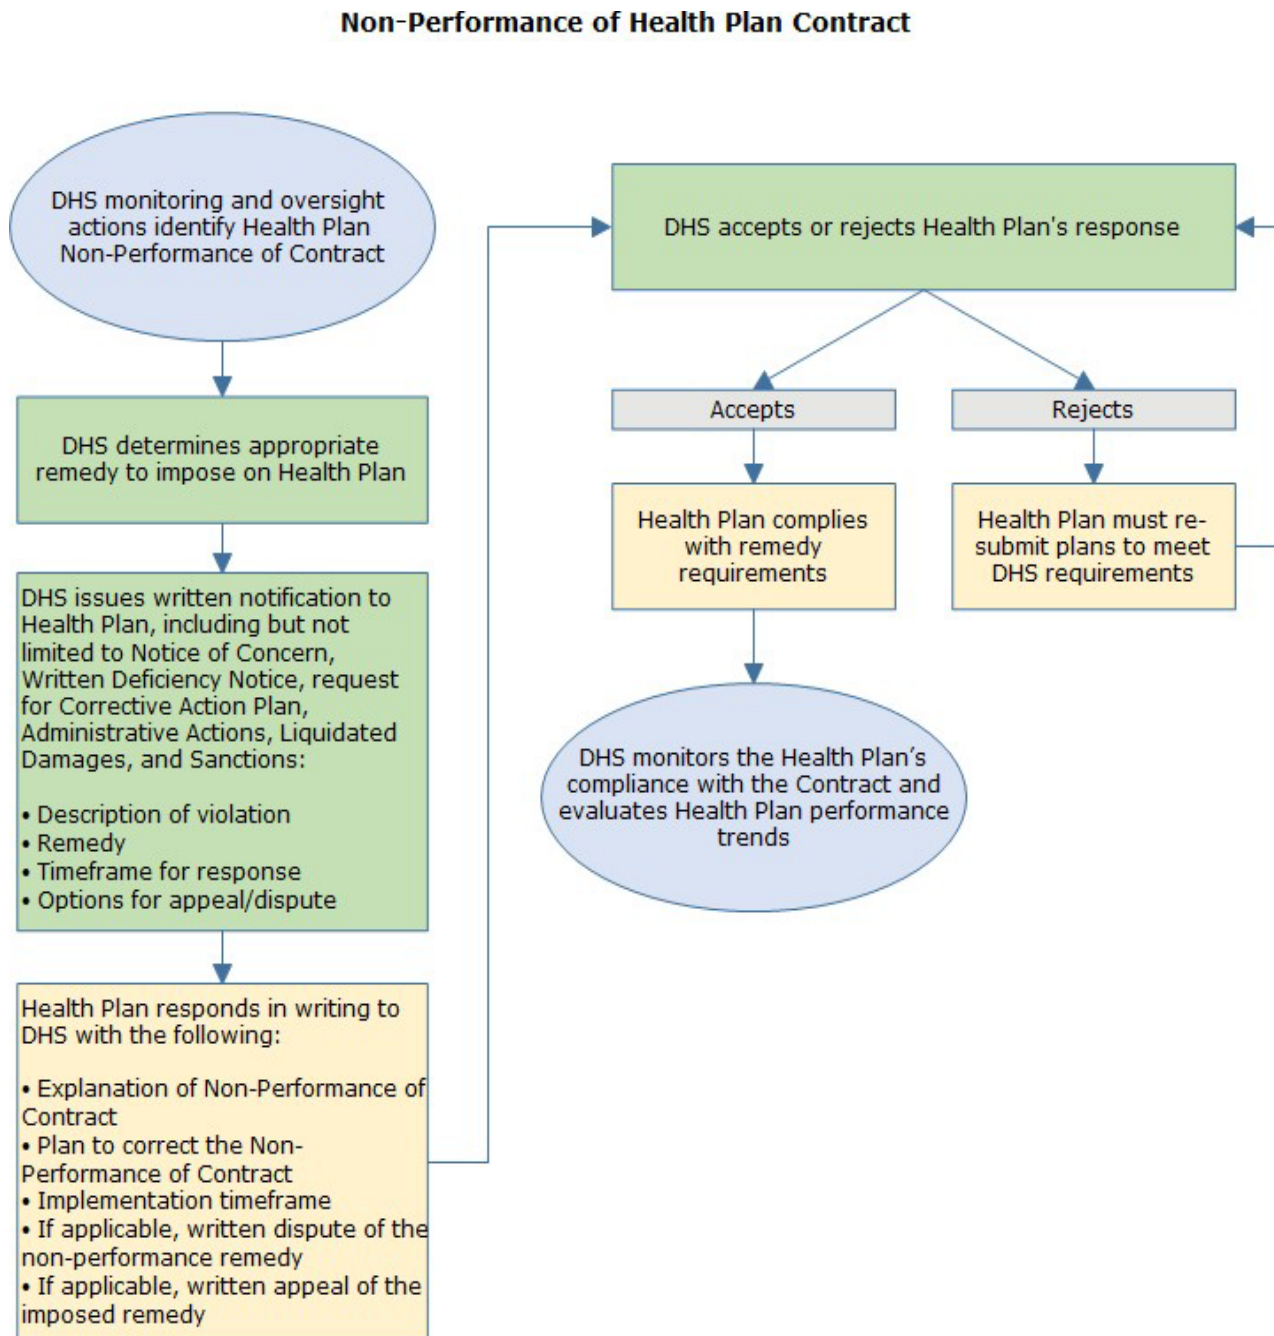 Non-Performance of Health Plan Contract
DHS monitoring and oversight
actions identify Health Plan
Non-Performance of Contract
DHS determines appropriate
remedy to impose on Health Plan
DHS issues written notification to
Health Plan, including but not
limited to Notice of Concern,
Written Deficiency Notice, request
for Corrective Action Plan,
Administrative Actions, Liquidated
Damages, and Sanctions:
• Description of violation
• Remedy
• Timeframe for response
• Options for appeal/dispute
Health Plan responds in writing to
DHS with the following:
• Explanation of Non-Performance of
Contract
• Plan to correct the Non-
Performance of Contract
• Implementation timeframe
• If applicable, written dispute of the
non-performance remedy
• If applicable, written appeal of the
imposed remedy
DHS accepts or rejects Health Plan's response
Accepts
Rejects
Health Plan complies
with remedy
requirements
Health Plan must re-
submit plans to meet
DHS requirements
DHS monitors the Health Plan’s
compliance with the Contract and
evaluates Health Plan performance
trends